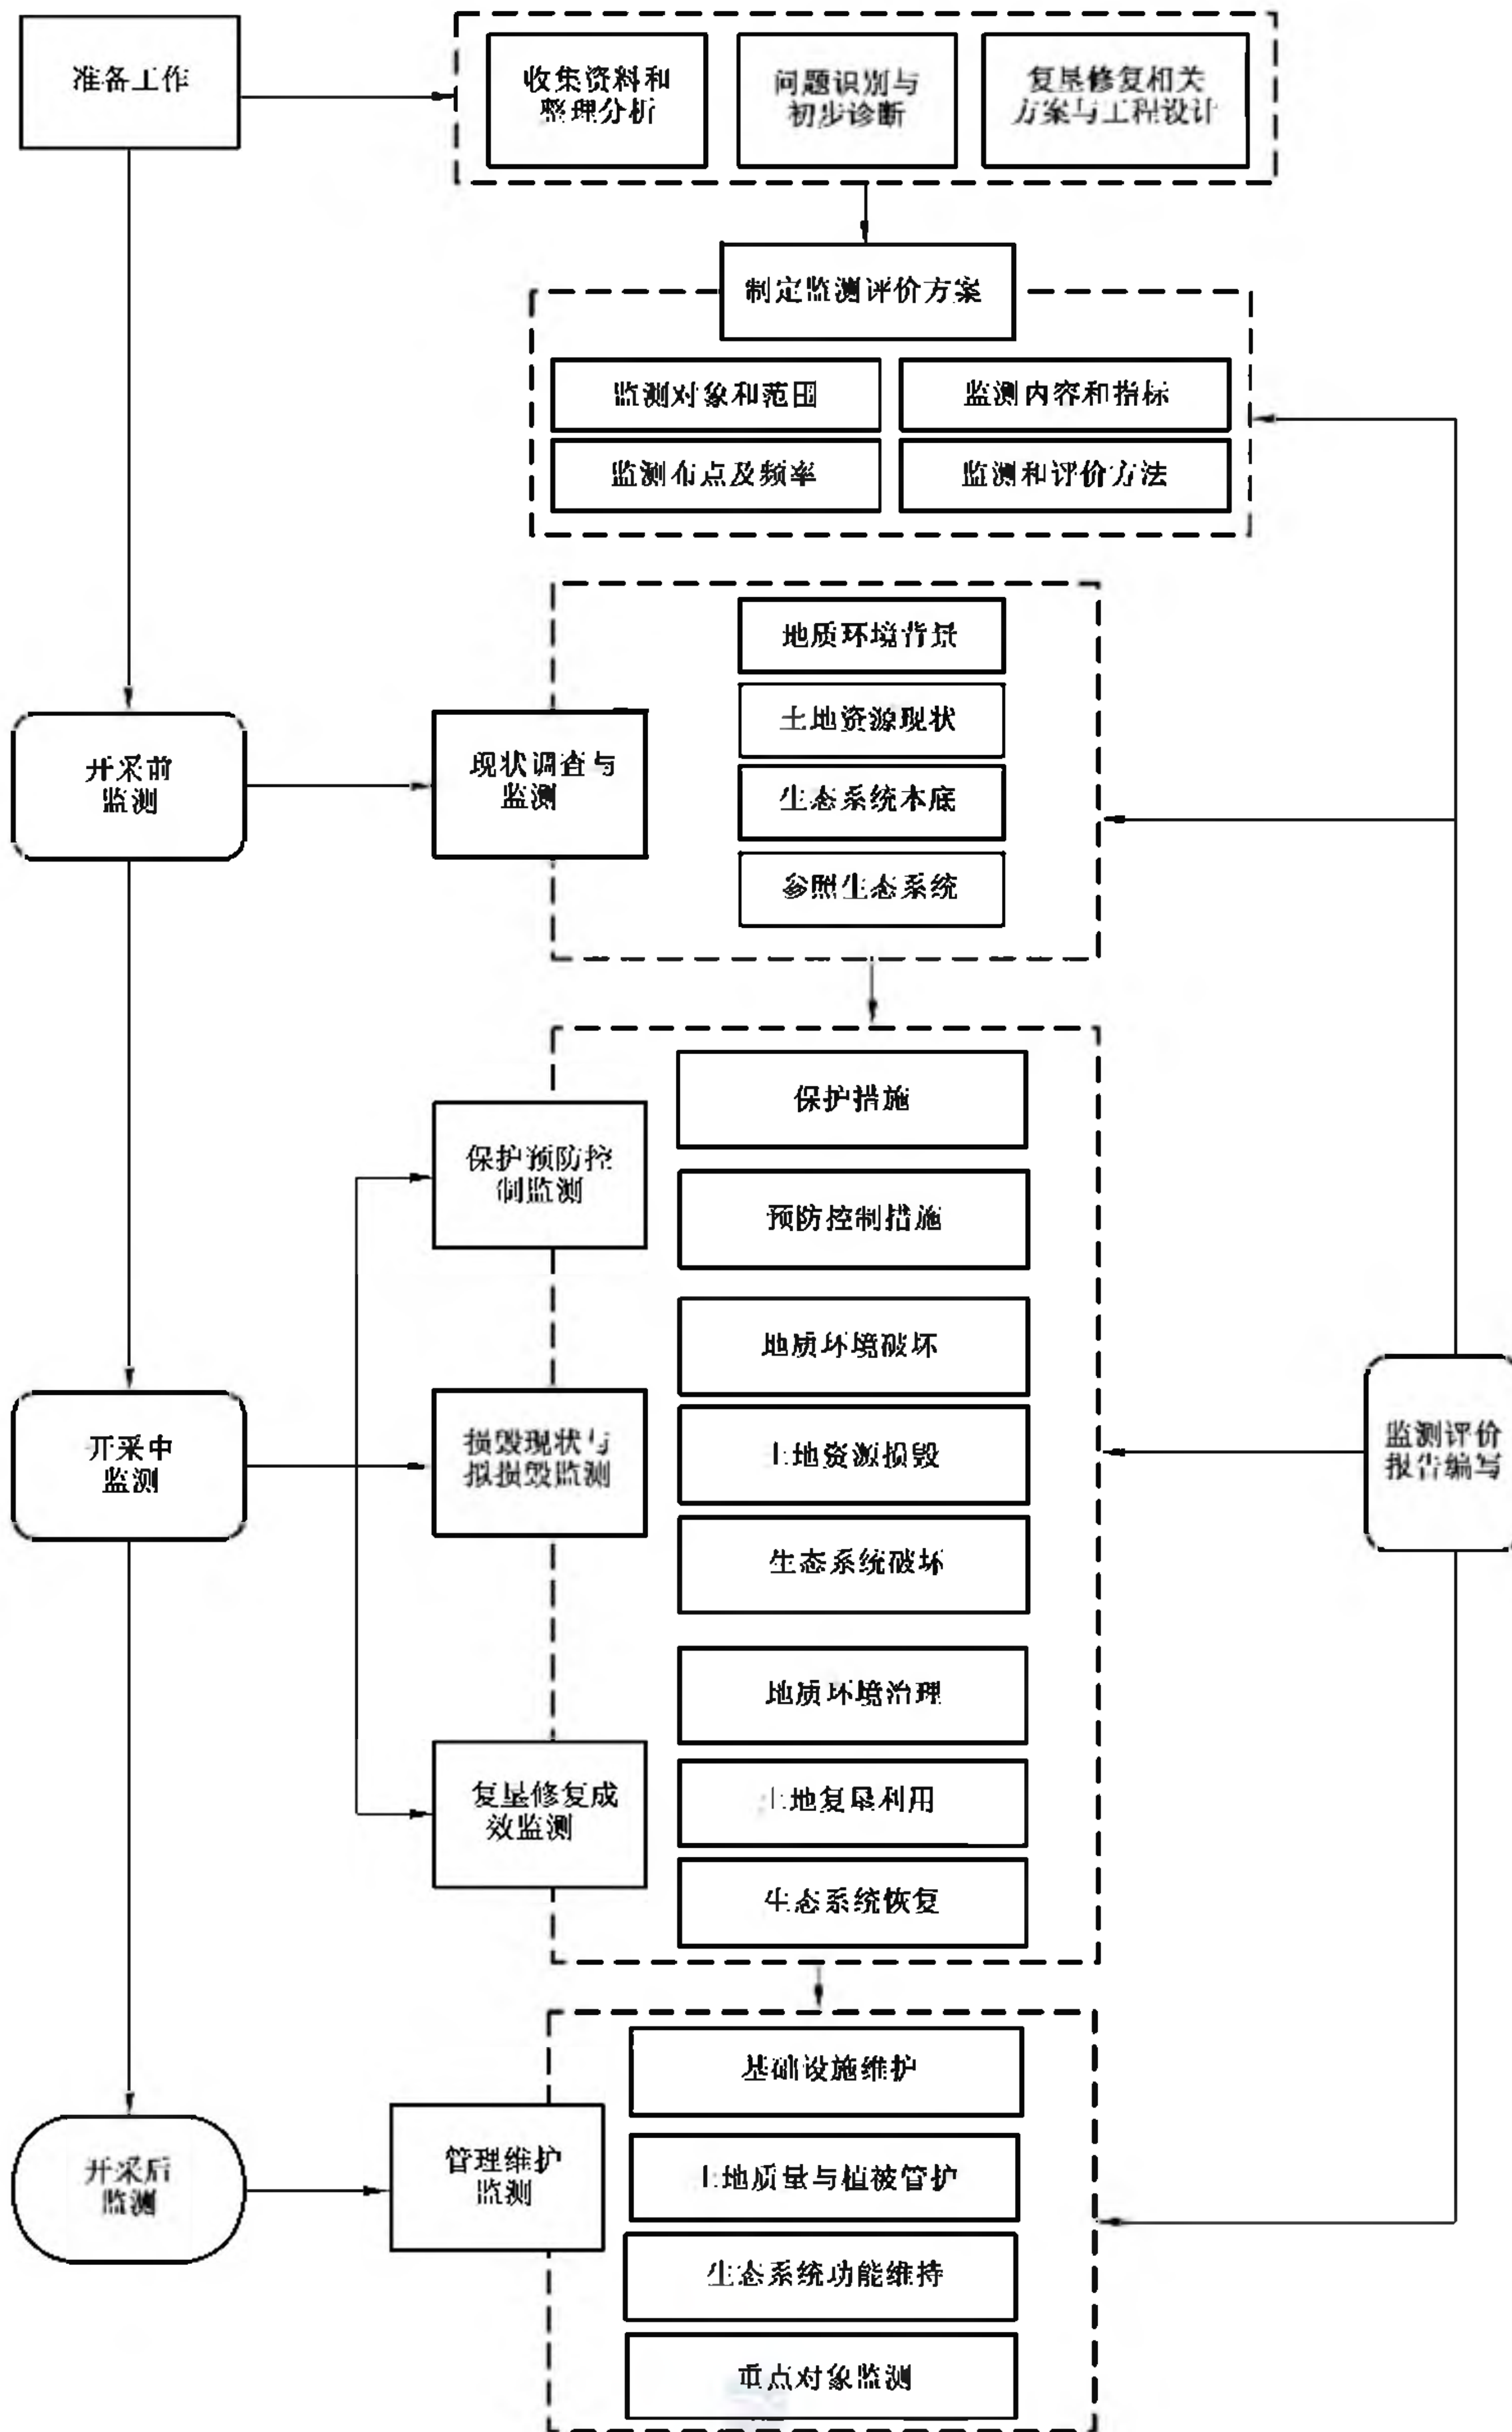 准备工作
收集资料和
整理分析
问题识别与
初步诊断
复垦修复相关
方案与工程设计
制定监测评价方案
监测对象和范围
监测内容和指标
监测布点及频率
监测和评价方法
地质环境背景
土地资源现状
开采前
监测
现状调查与
监测
生态系统本底
参照生态系统
保护措施
保护预防控
制监测
预防控制措施
地质环境破坏
开采中
监测
损毁现状与
拟损毁监测
土地资源损毁
监测评价
报告编写
生态系统破坏
地质环境治理
复垦修复成
效监测
土地复垦利用
生态系统恢复
基础设施维护
开采后
监测
管理维护
监测
土地质量与植被管护
生态系统功能维持
重点对象监测